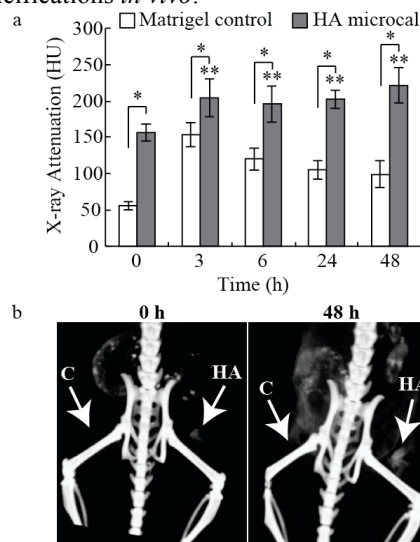 in vivo.
a
Matrigel control HA microcal
X-ray Attenuation (HU)
300
250
200
150
100
50
0
* * * * *
** ** ** **
0 3 6 24 48
Time (h)
b
0 h 48 h
C HA C HA